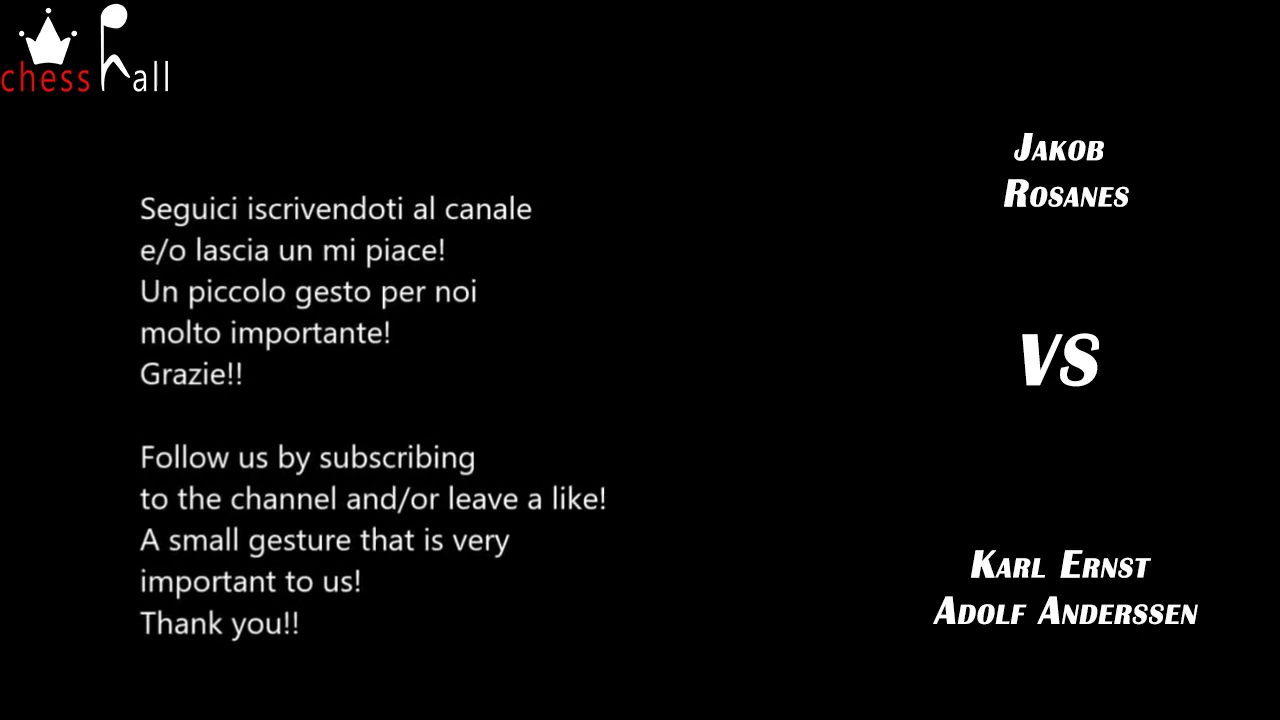 chess hall
Seguici iscrivendoti al canale
e/o lascia un mi piace!
Un piccolo gesto per noi
molto importante!
Grazie!!
Follow us by subscribing
to the channel and/or leave a like!
A small gesture that is very
important to us!
Thank you!!
Jakob
Rosanes
VS
Karl Ernst
Adolf Anderssen